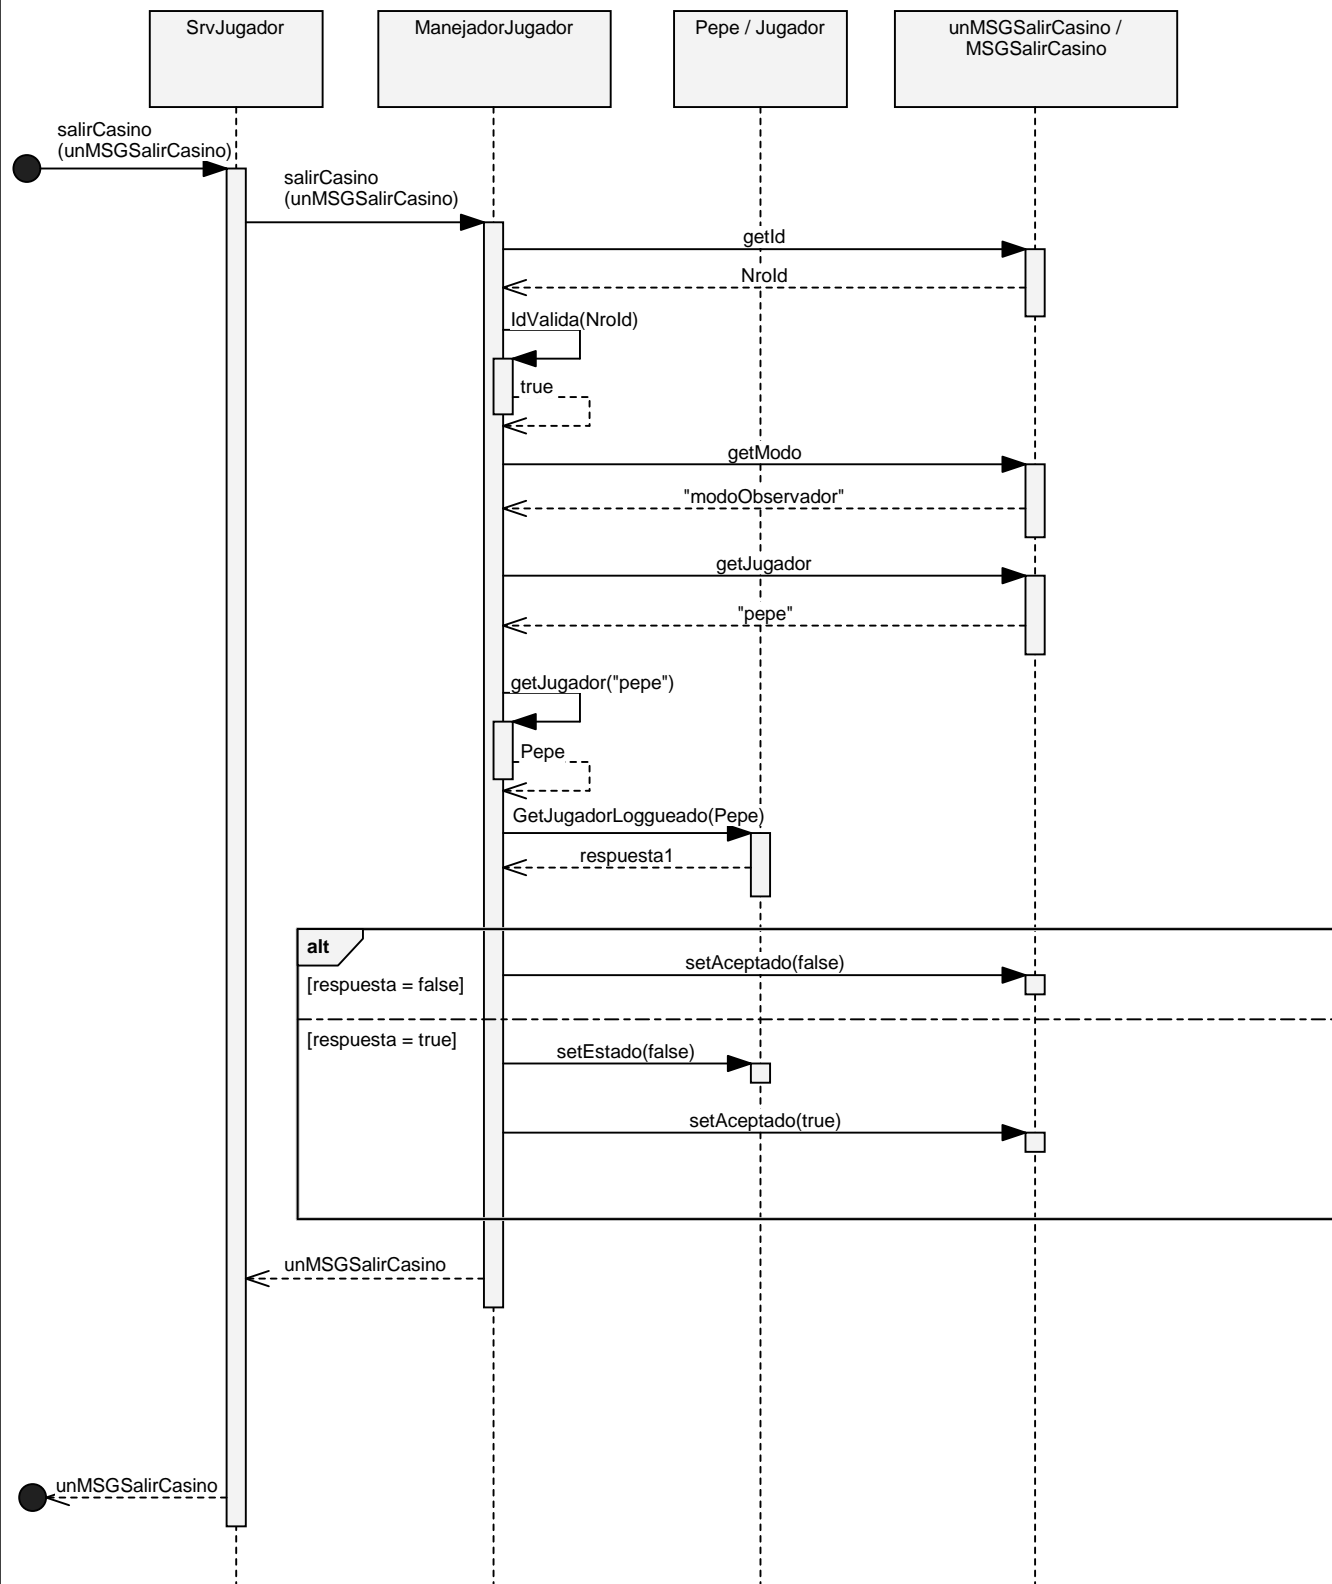 SrvJugador
ManejadorJugador
Pepe / Jugador
unMSGSalirCasino /
MSGSalirCasino
salirCasino
(unMSGSalirCasino)
salirCasino
(unMSGSalirCasino)
getId
NroId
IdValida(NroId)
true
getModo
"modoObservador"
getJugador
"pepe"
getJugador("pepe")
Pepe
GetJugadorLoggueado(Pepe)
respuesta1
alt
setAceptado(false)
[respuesta = false]
[respuesta = true]
setEstado(false)
setAceptado(true)
unMSGSalirCasino
unMSGSalirCasino